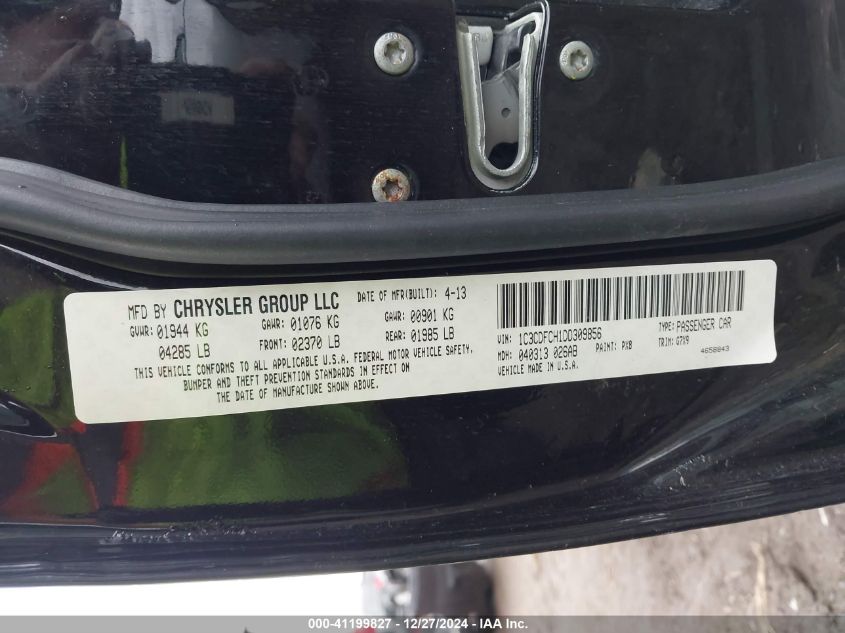 MFD BY CHRYSLER GROUP LLC DATE OF MFR(BUILT): 4-13
GVWR: 01944 KG GAWR: 01076 KG GAWR: 00901 KG
04285 LB FRONT: 02370 LB REAR: 01985 LB
THIS VEHICLE CONFORMS TO ALL APPLICABLE U.S.A. FEDERAL MOTOR VEHICLE SAFETY,
BUMPER AND THEFT PREVENTION STANDARDS IN EFFECT ON
THE DATE OF MANUFACTURE SHOWN ABOVE.
VIN: 1C3CDFCH1DD309856 TYPE: PASSENGER CAR
MDH: 040313 026AB PAINT: PX8 TRIM: G7X9
VEHICLE MADE IN U.S.A. 4658843
000-41199827 - 12/27/2024 - IAA Inc.